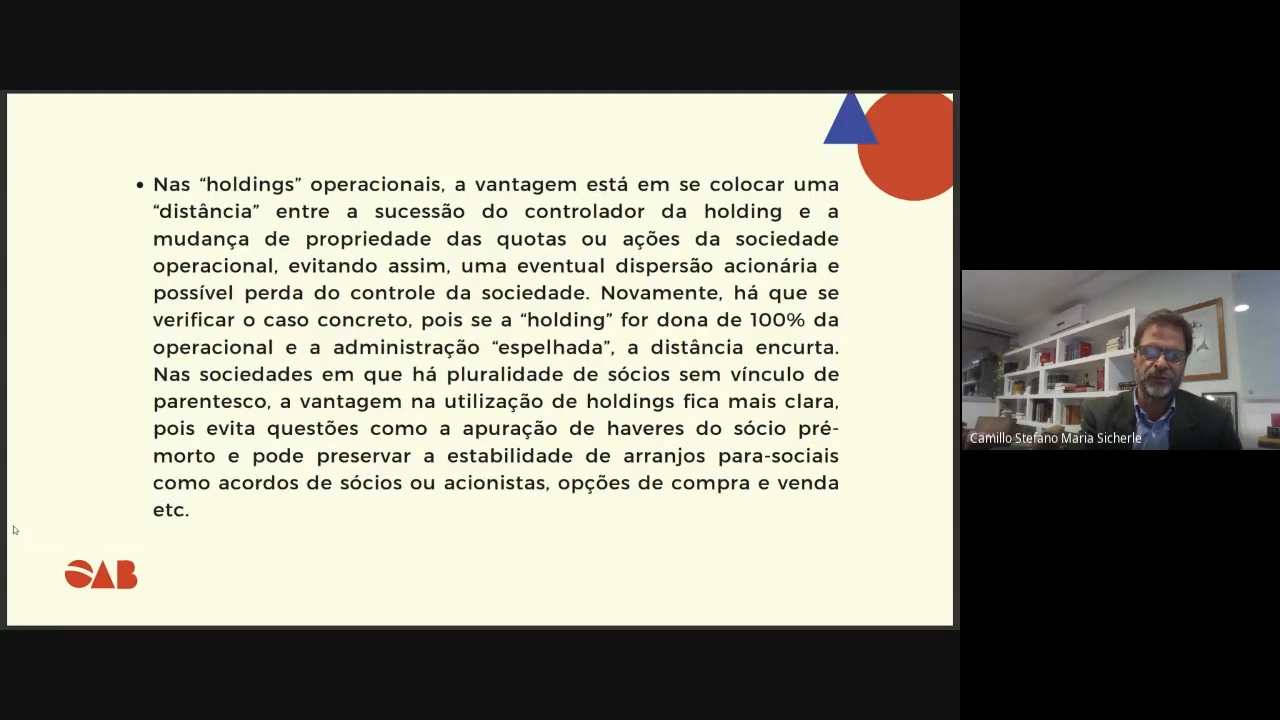 • Nas “holdings” operacionais, a vantagem está em se colocar uma
“distância” entre a sucessão do controlador da holding e a
mudança de propriedade das quotas ou ações da sociedade
operacional, evitando assim, uma eventual dispersão acionária e
possível perda do controle da sociedade. Novamente, há que se
verificar o caso concreto, pois se a “holding” for dona de 100% da
operacional e a administração “espelhada”, a distância encurta.
Nas sociedades em que há pluralidade de sócios sem vínculo de
parentesco, a vantagem na utilização de holdings fica mais clara,
pois evita questões como a apuração de haveres do sócio pré-
morto e pode preservar a estabilidade de arranjos para-sociais
como acordos de sócios ou acionistas, opções de compra e venda
etc.
OAB
Camillo Stefano Maria Sicherle